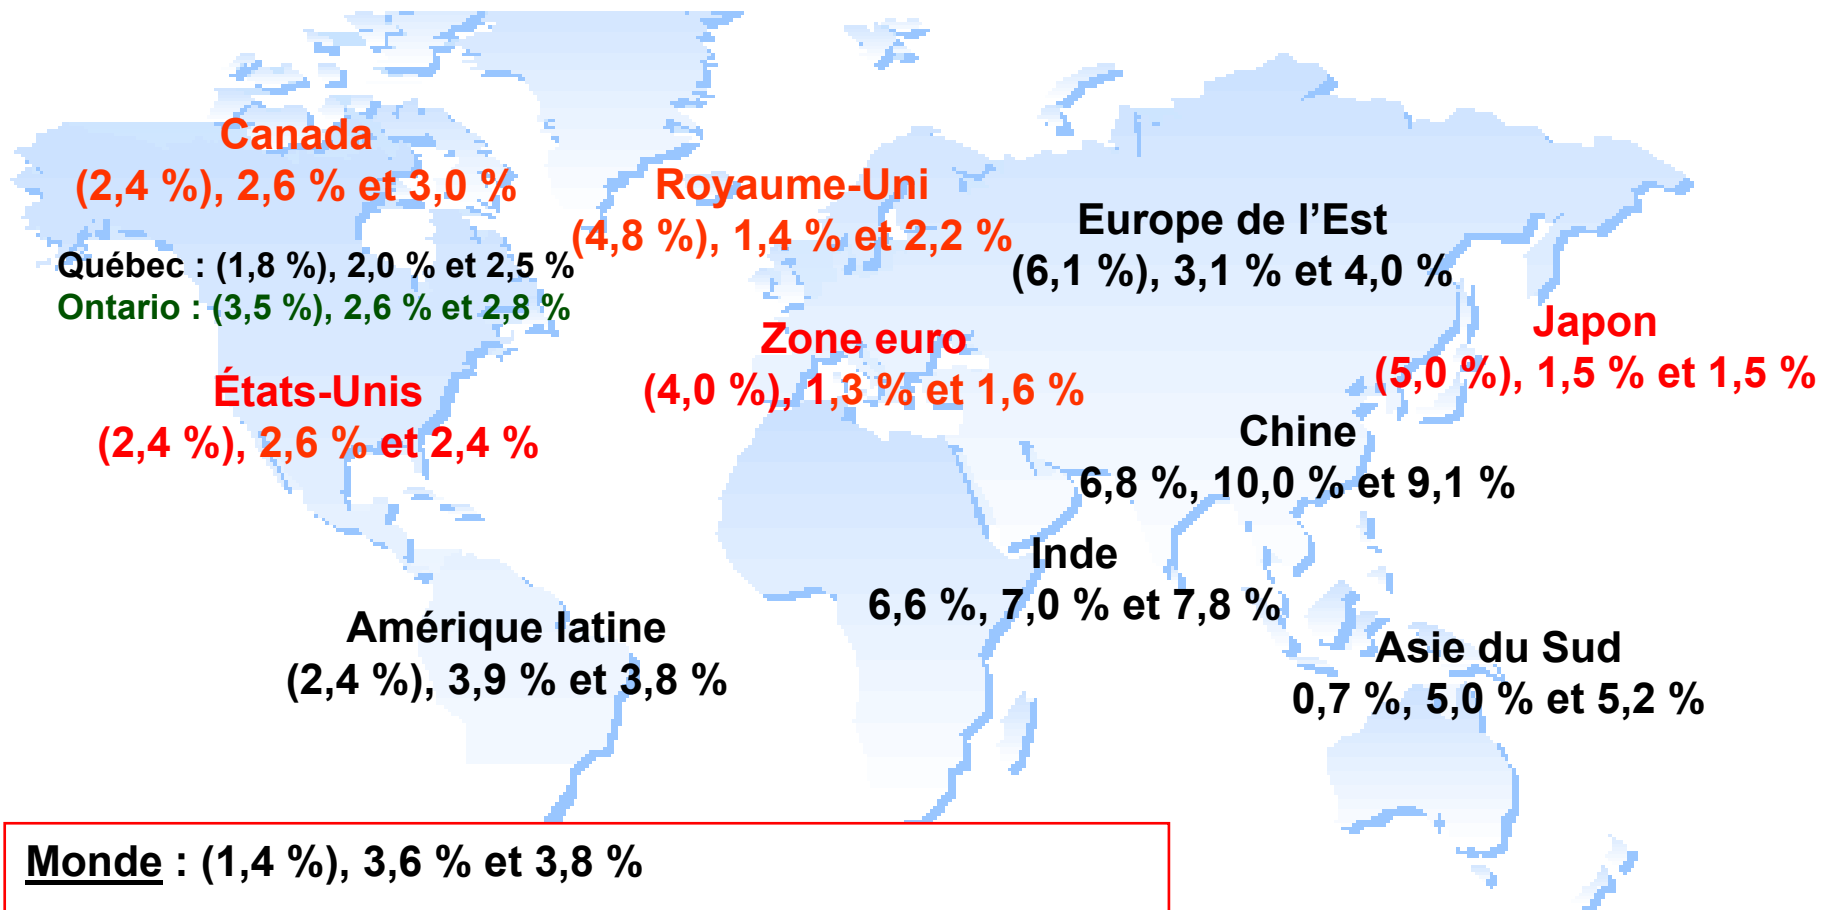 Canada
(2,4 %), 2,6 % et 3,0 %
Québec : (1,8 %), 2,0 % et 2,5 %
Ontario : (3,5 %), 2,6 % et 2,8 %
États-Unis
(2,4 %), 2,6 % et 2,4 %
Royaume-Uni
(4,8 %), 1,4 % et 2,2 %
Zone euro
(4,0 %), 1,3 % et 1,6 %
Europe de l’Est
(6,1 %), 3,1 % et 4,0 %
Japon
(5,0 %), 1,5 % et 1,5 %
Chine
6,8 %, 10,0 % et 9,1 %
Inde
6,6 %, 7,0 % et 7,8 %
Amérique latine
(2,4 %), 3,9 % et 3,8 %
Asie du Sud
0,7 %, 5,0 % et 5,2 %
Monde : (1,4 %), 3,6 % et 3,8 %